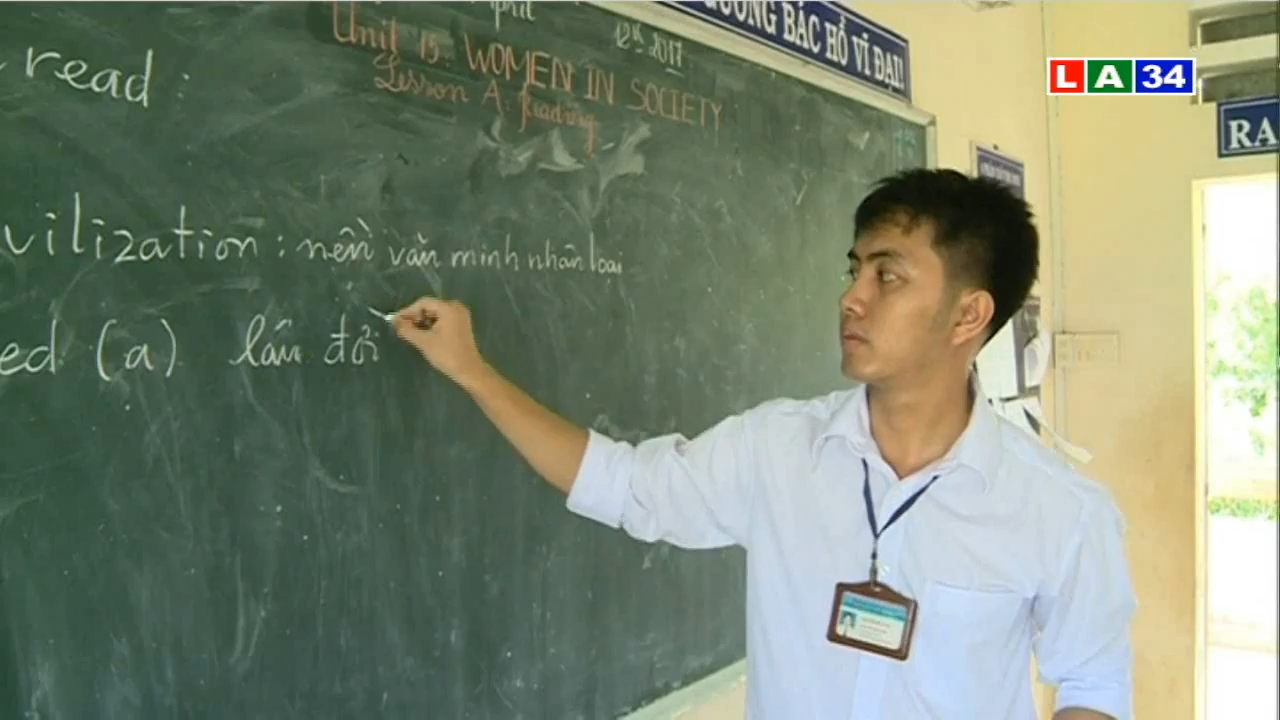 ƯƠNG BÁC HỒ VĨ ĐẠI!
LA34
April
12th 2017
Unit 15: WOMEN IN SOCIETY
Lesson A. Reading
read :
RA
vilization : nền văn minh nhân loại
ed (a) lâu đời